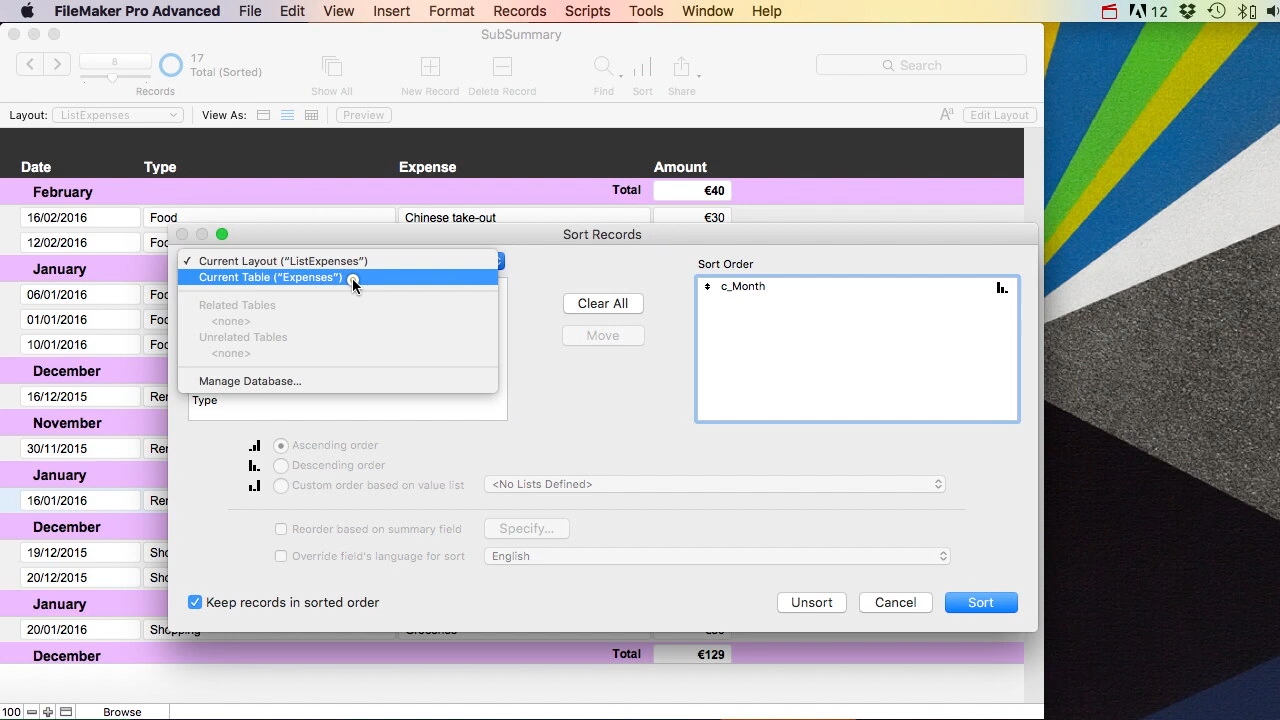 FileMaker Pro Advanced File Edit View Insert Format Records Scripts Tools Window Help 12
SubSummary
8
17
Total (Sorted)
Search
Records Show All New Record Delete Record Find Sort Share
Layout: ListExpenses View As: Preview Edit Layout
Date Type Expense Amount
February Total €40
16/02/2016 Food Chinese take-out €30
12/02/2016
January
06/01/2016
01/01/2016
10/01/2016
December
16/12/2015
November
30/11/2015
January
16/01/2016
December
19/12/2015
20/12/2015
January
20/01/2016 Shopping
December Total €129
100 Browse
Sort Records
Current Layout (“ListExpenses”)
Current Table (“Expenses”)
Related Tables
<none>
Unrelated Tables
<none>
Manage Database...
Type
Clear All
Move
Sort Order
c_Month
Ascending order
Descending order
Custom order based on value list <No Lists Defined>
Reorder based on summary field Specify...
Override field's language for sort English
Keep records in sorted order Unsort Cancel Sort